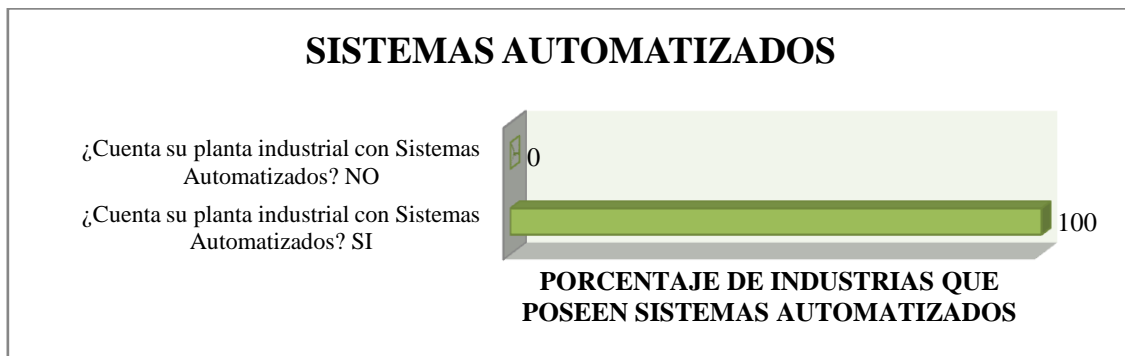 SISTEMAS AUTOMATIZADOS
¿Cuenta su planta industrial con Sistemas
Automatizados? NO
0
¿Cuenta su planta industrial con Sistemas
Automatizados? SI
100
PORCENTAJE DE INDUSTRIAS QUE
POSEEN SISTEMAS AUTOMATIZADOS